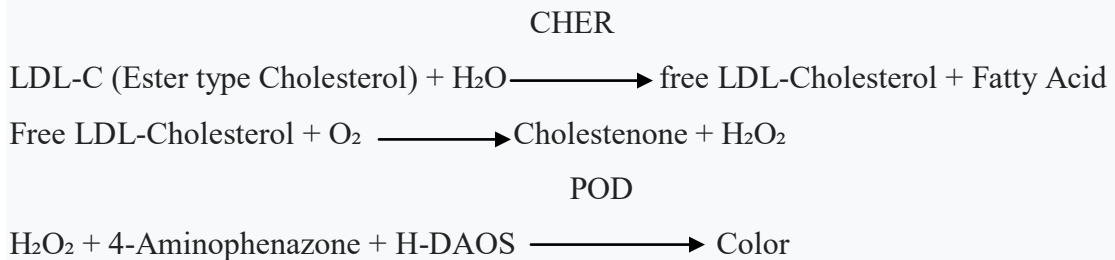 CHER
LDL-C (Ester type Cholesterol) + H₂O ⟶ free LDL-Cholesterol + Fatty Acid
Free LDL-Cholesterol + O₂ ⟶ Cholestenone + H₂O₂
POD
H₂O₂ + 4-Aminophenazone + H-DAOS ⟶ Color